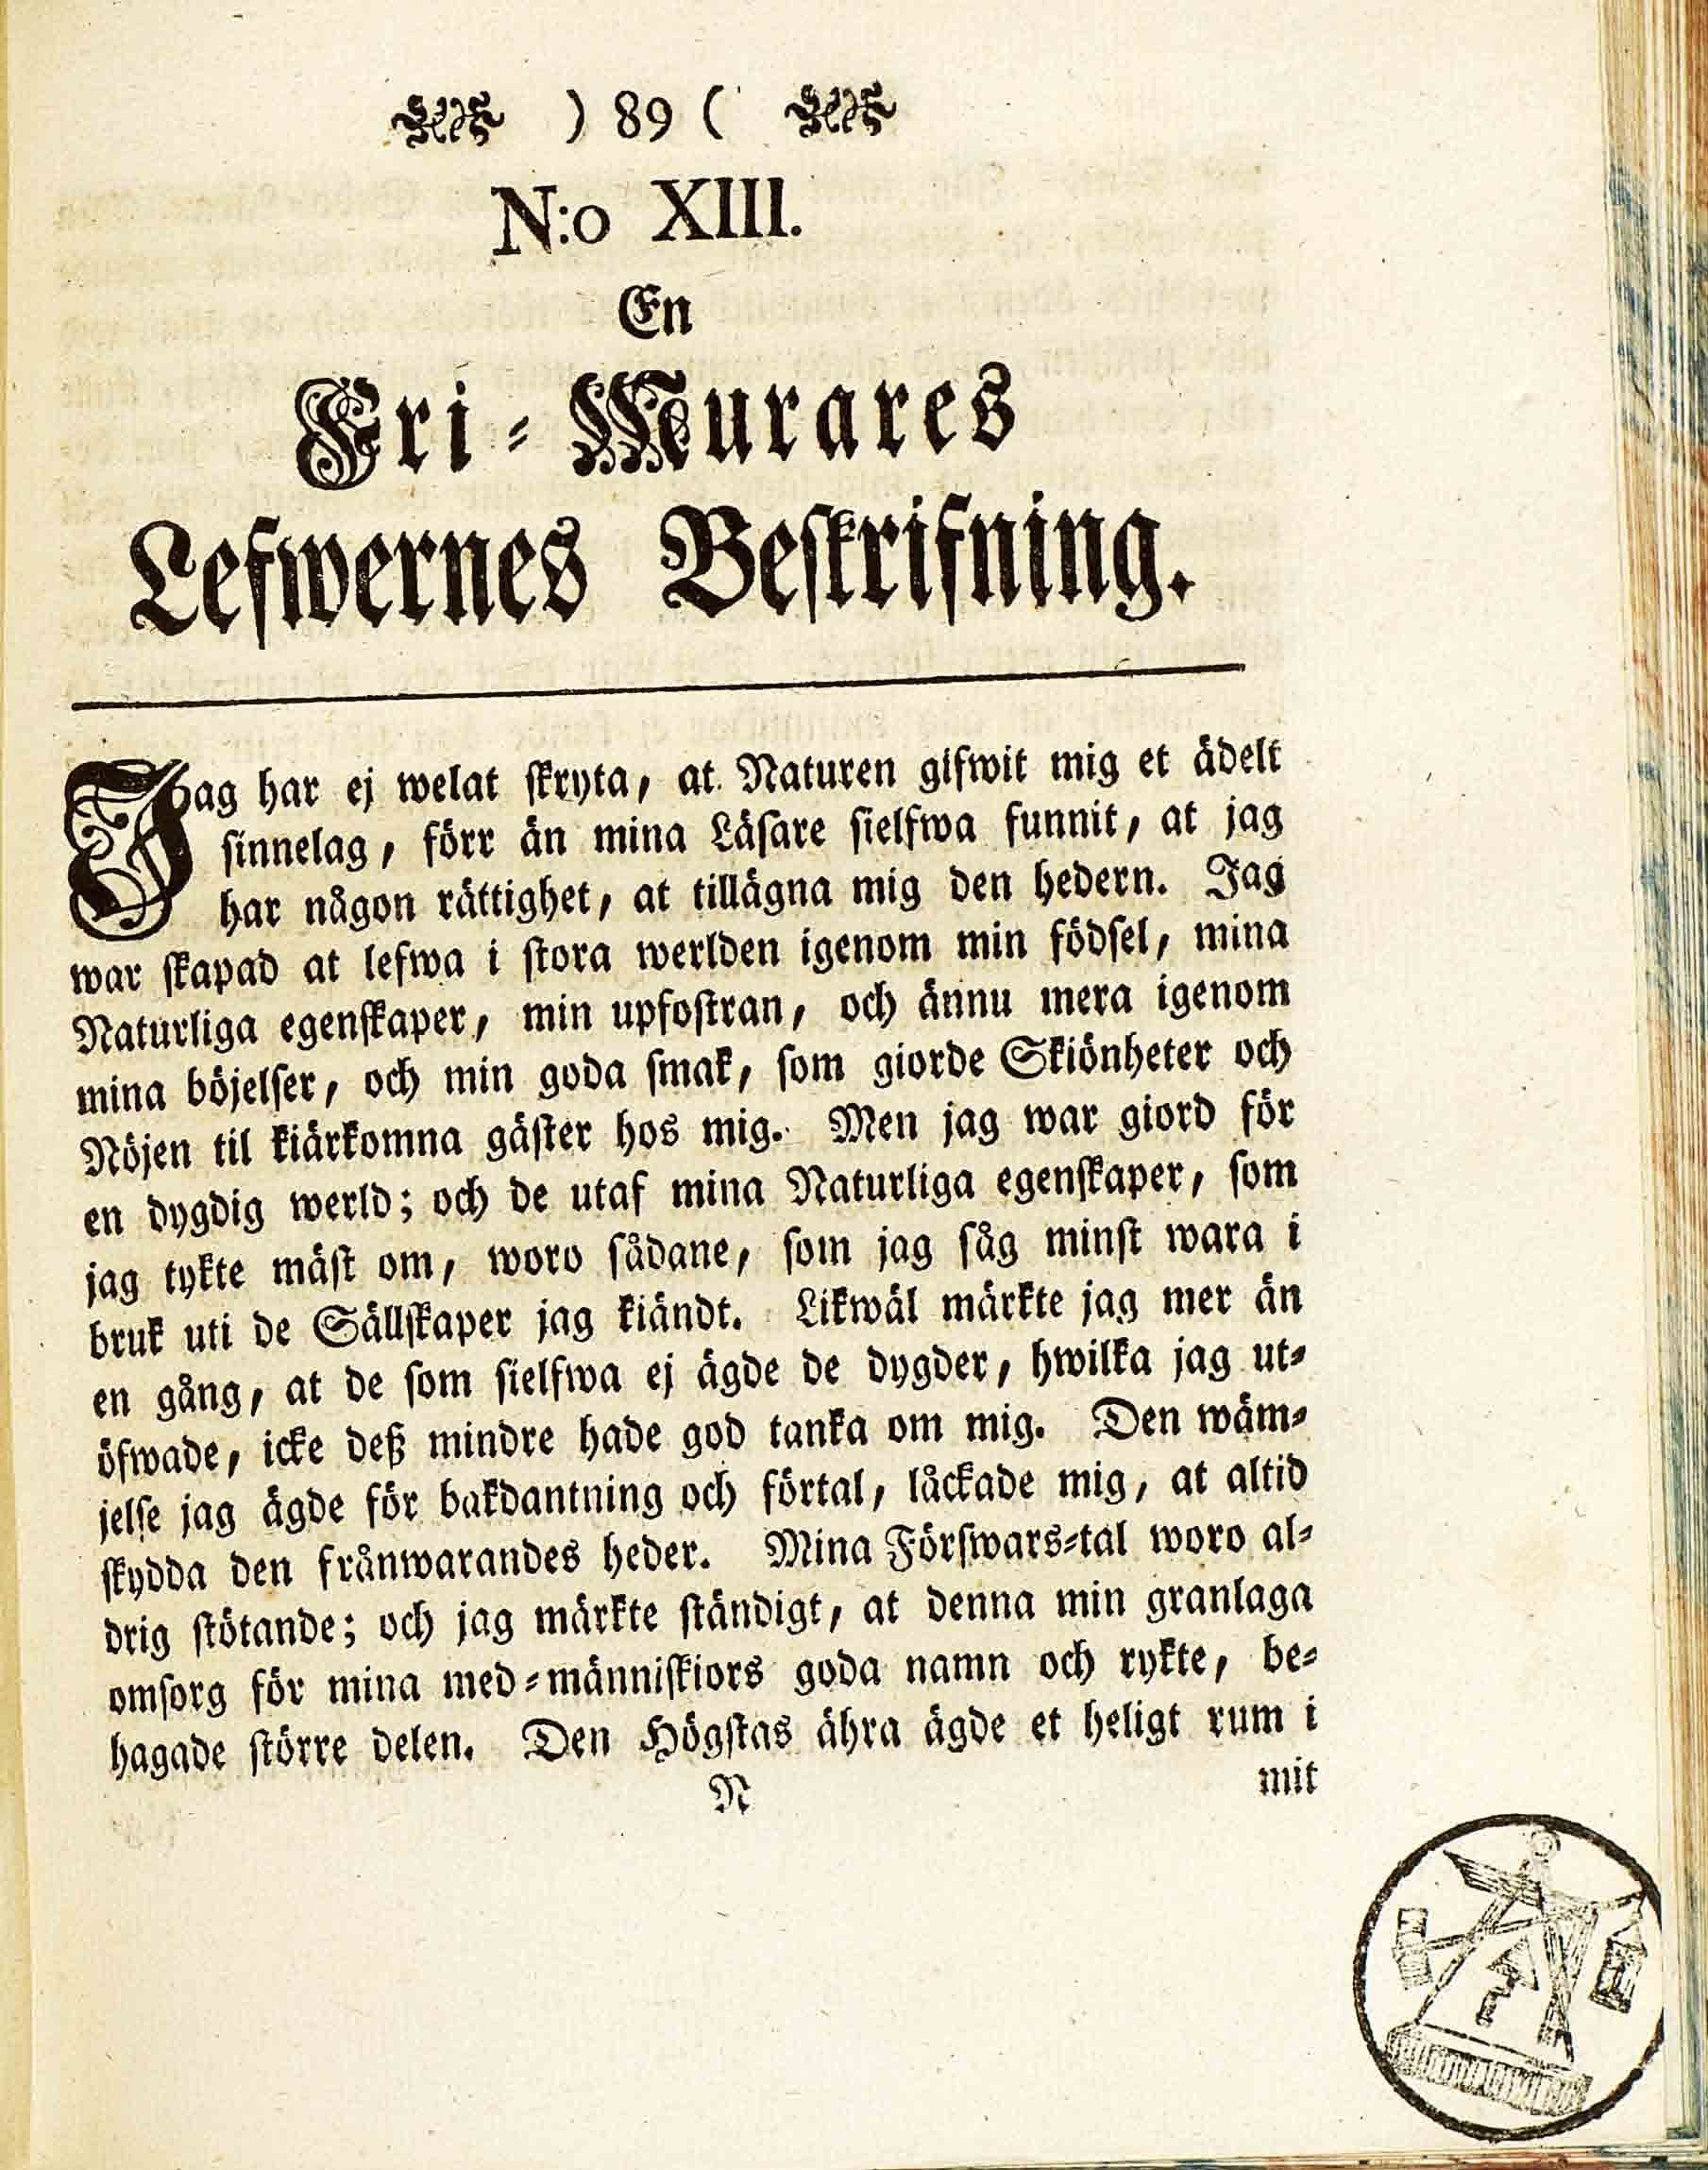 ) 89 (
N:o XIII.
En
Fri-Murares
Lefwernes Beskrifning.
Jag har ej welat skryta, at Naturen gifwit mig et ädelt
sinnelag, förr än mina Läsare sielfwa funnit, at jag
har någon rättighet, at tillägna mig den hedern. Jag
war skapad at lefwa i stora werlden igenom min födsel, mina
Naturliga egenskaper, min upfostran, och ännu mera igenom
mina böjelser, och min goda smak, som giorde Skiönheter och
Nöjen til kiärkomna gäster hos mig. Men jag war giord för
en dygdig werld; och de utaf mina Naturliga egenskaper, som
jag tykte mäst om, woro sådane, som jag såg minst wara i
bruk uti de Sällskaper jag kiändt. Likwäl märkte jag mer än
en gång, at de som sielfwa ej ägde de dygder, hwilka jag ut-
öfwade, icke deß mindre hade god tanka om mig. Den wäm-
jelse jag ägde för bakdantning och förtal, låckade mig, at altid
skydda den frånwarandes heder. Mina Förswars-tal woro al-
drig stötande; och jag märkte ständigt, at denna min granlaga
omsorg för mina med-människiors goda namn och rykte, be-
hagade större delen. Den Högstas ähra ägde et heligt rum i
N mit